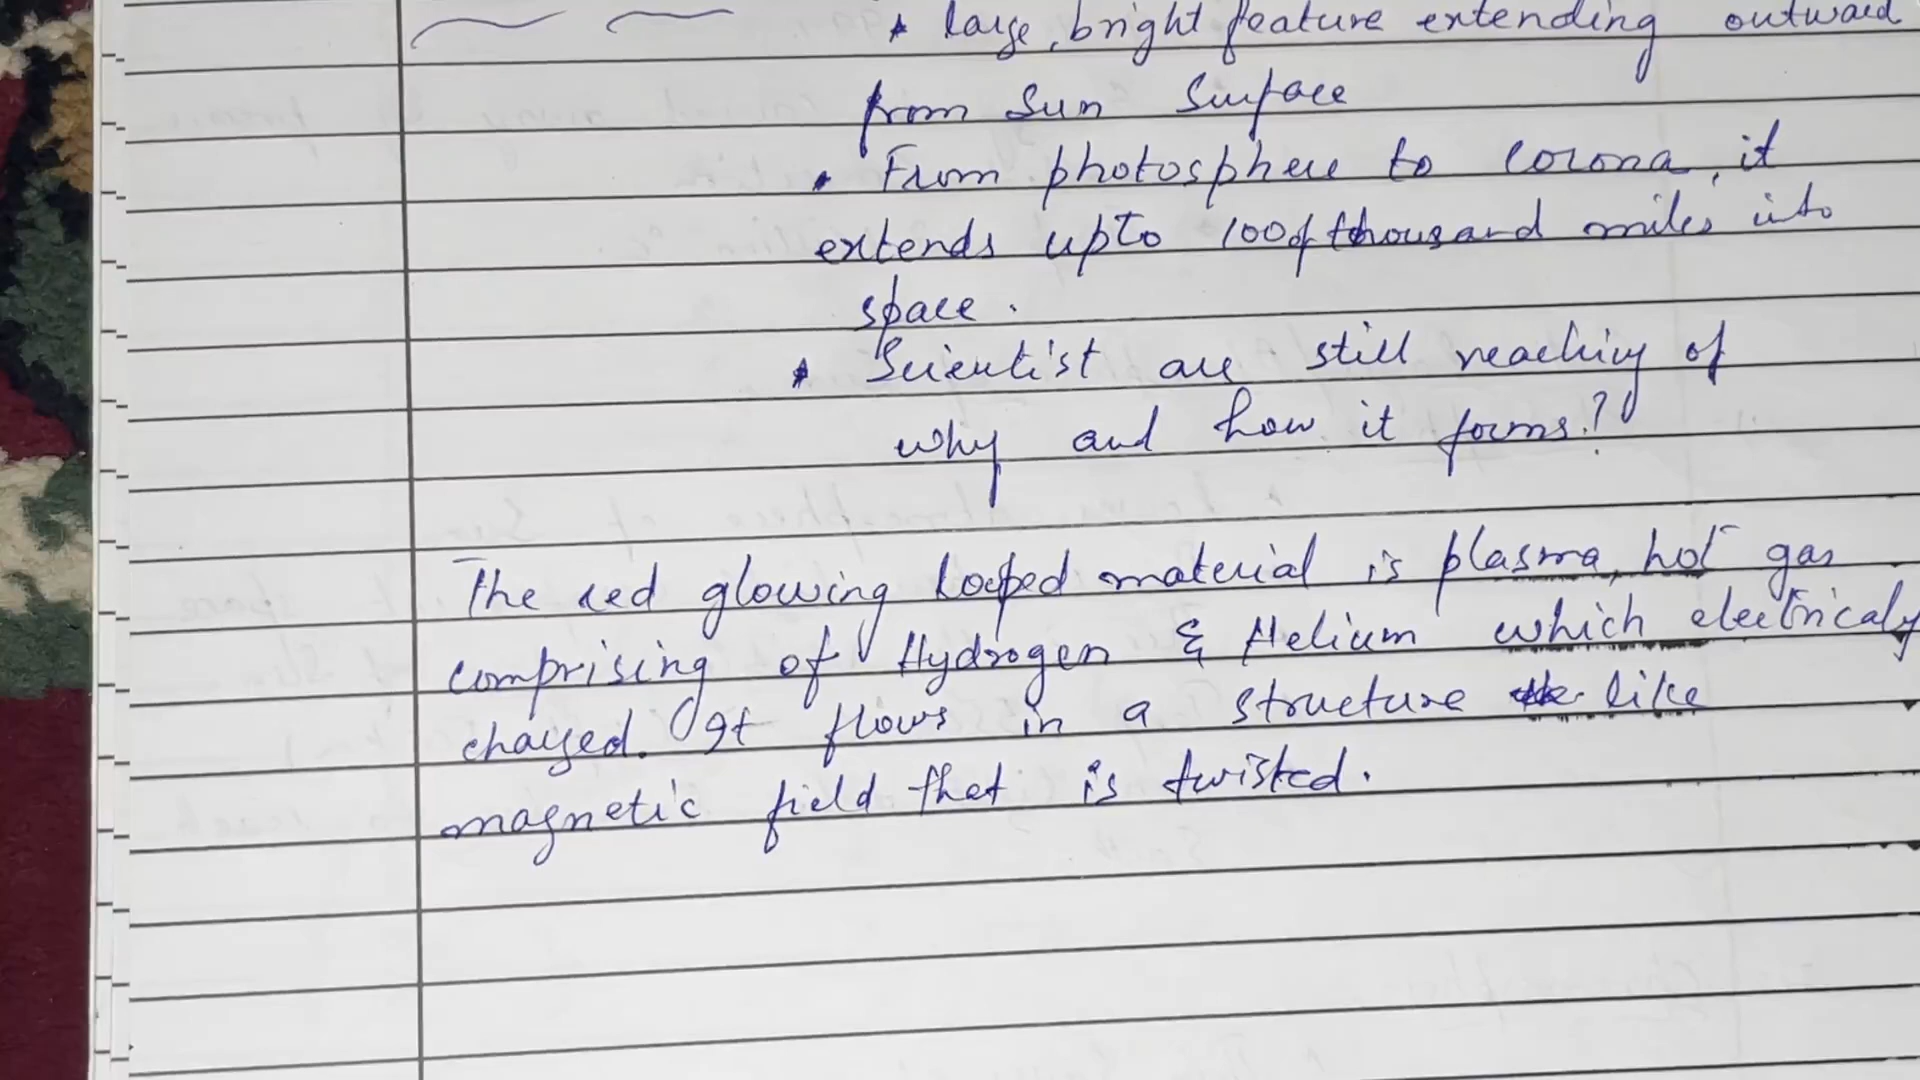 * large, bright feature extending outward
from Sun Surface
• From photosphere to corona, it
extends upto 100 of thousand miles into
space.
* Scientist are still reaching of
why and how it forms?
The red glowing looped material is plasma, hot gas
comprising of Hydrogen & Helium which electricaly
charged. It flows in a structure like
magnetic field that is twisted.